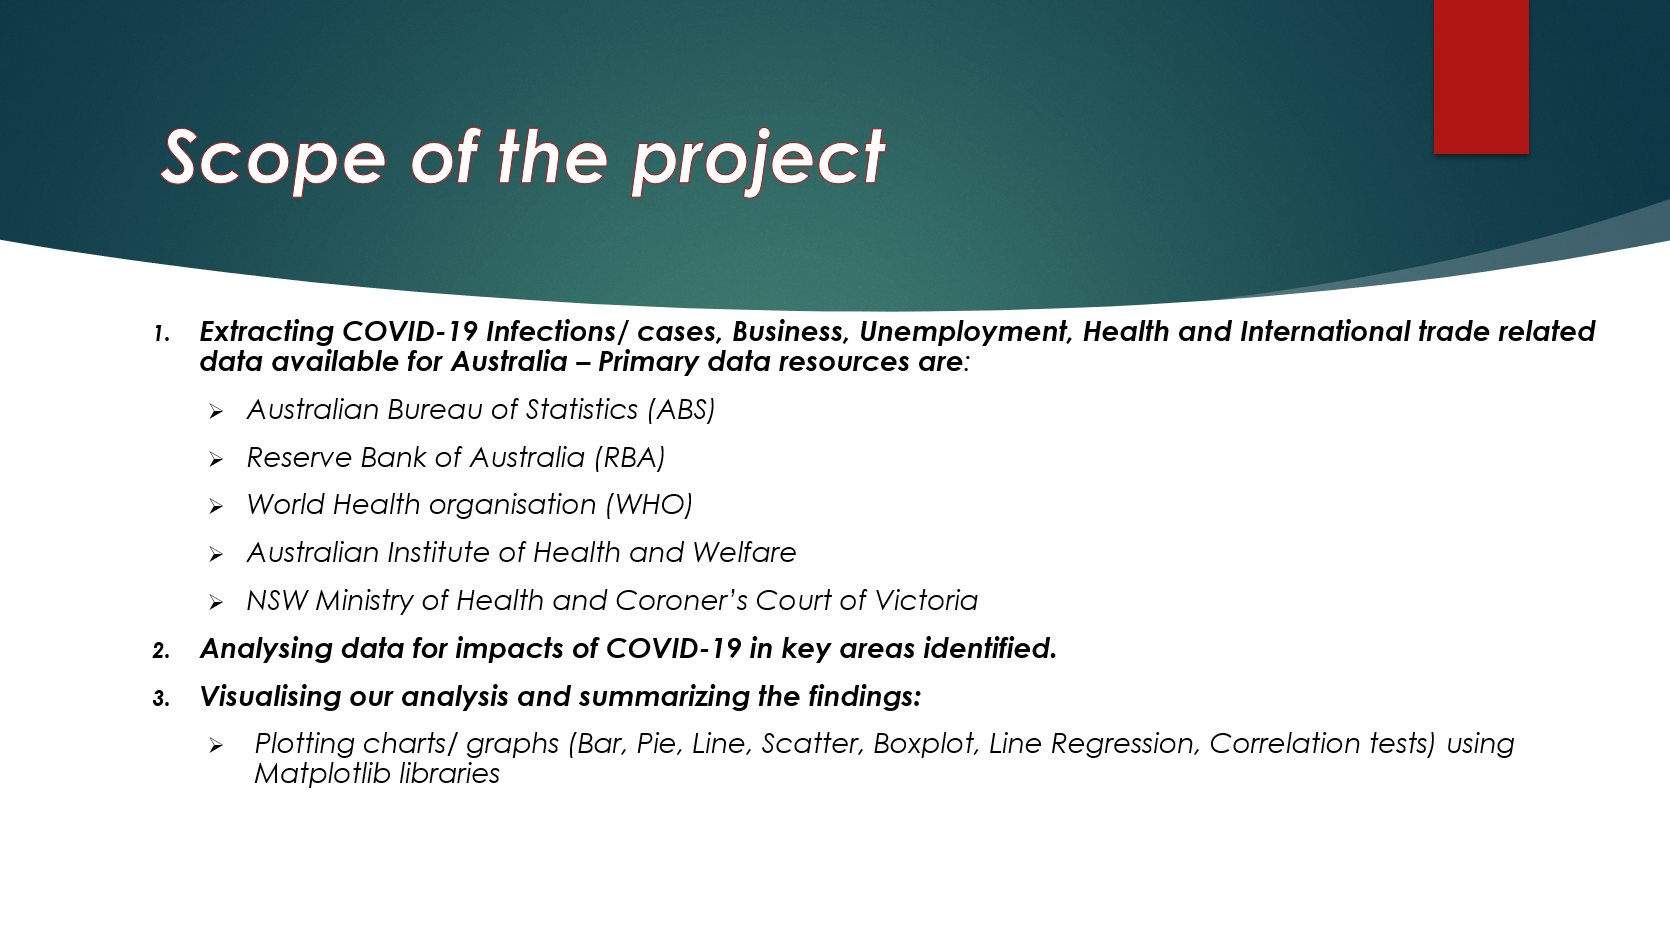 Scope of the project
1. Extracting COVID-19 Infections/ cases, Business, Unemployment, Health and International trade related
data available for Australia – Primary data resources are:
➢ Australian Bureau of Statistics (ABS)
➢ Reserve Bank of Australia (RBA)
➢ World Health organisation (WHO)
➢ Australian Institute of Health and Welfare
➢ NSW Ministry of Health and Coroner’s Court of Victoria
2. Analysing data for impacts of COVID-19 in key areas identified.
3. Visualising our analysis and summarizing the findings:
➢ Plotting charts/ graphs (Bar, Pie, Line, Scatter, Boxplot, Line Regression, Correlation tests) using
Matplotlib libraries